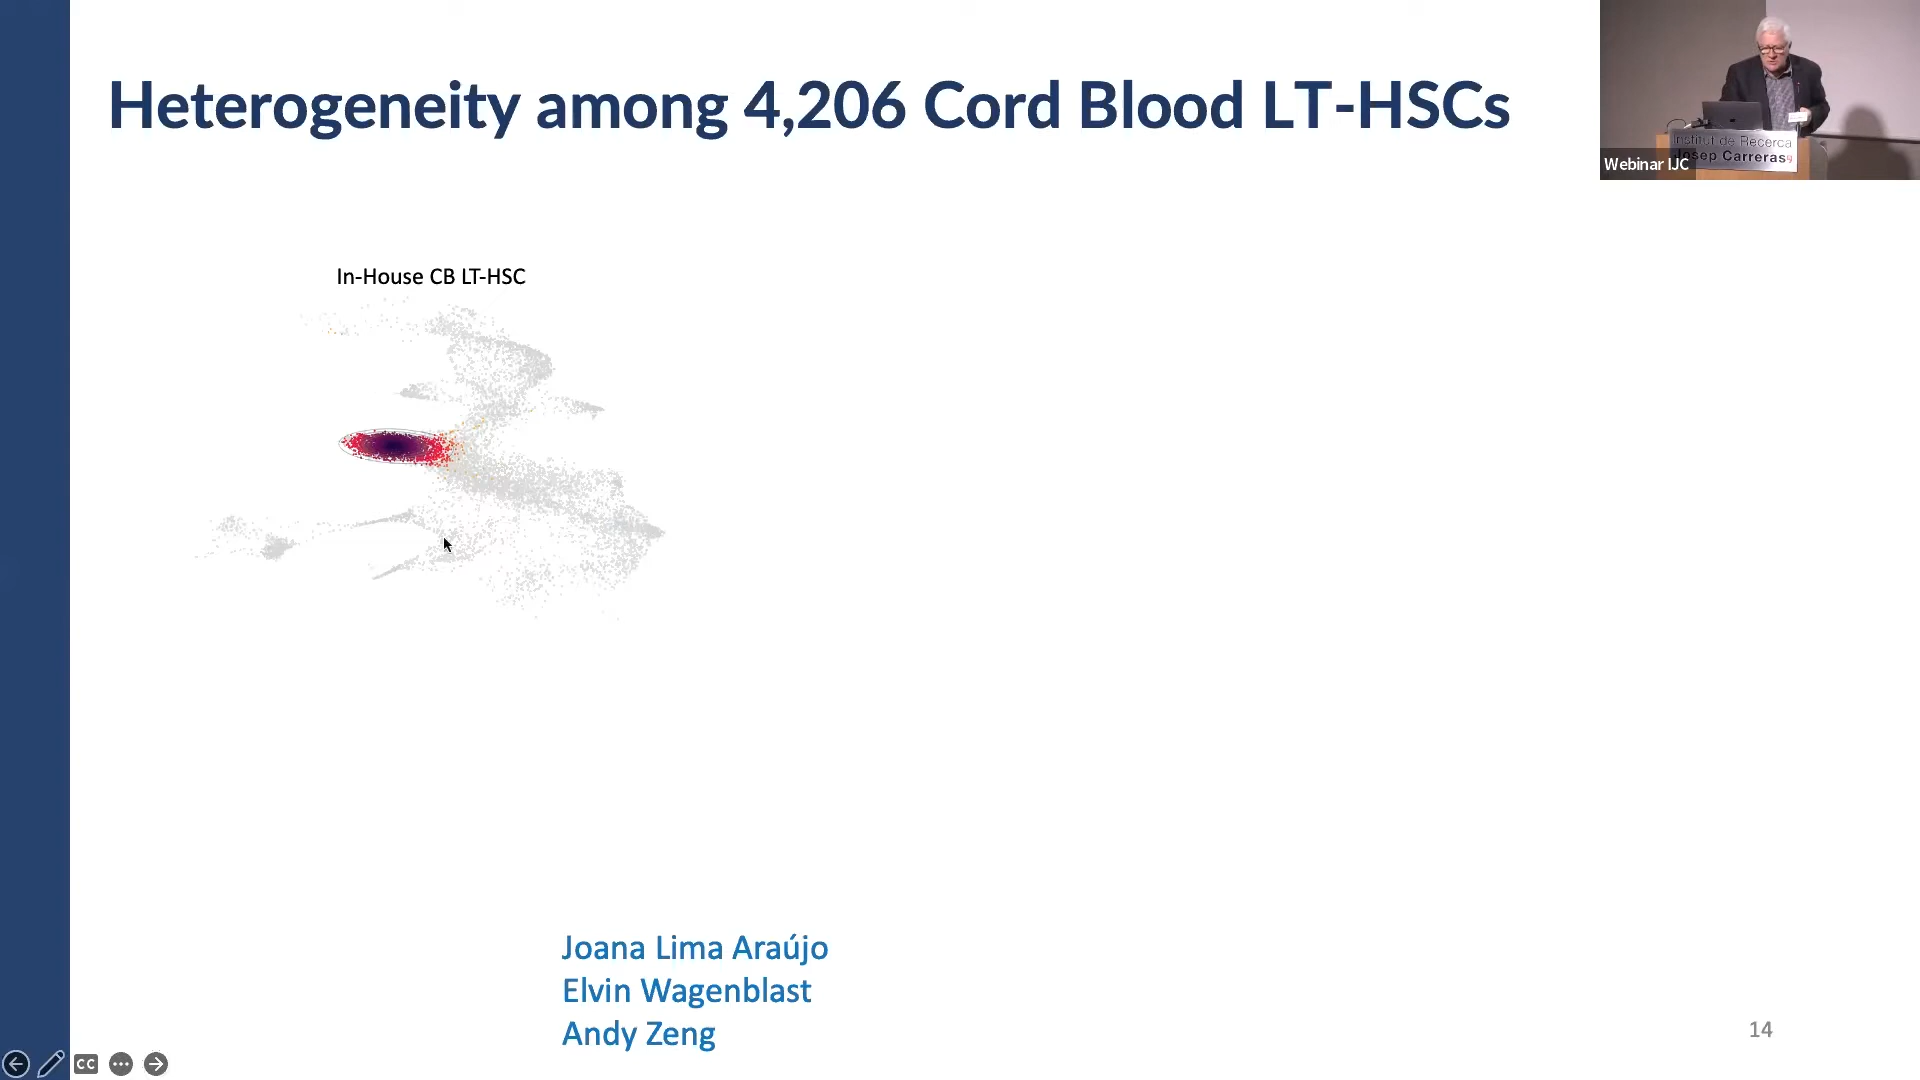 Heterogeneity among 4,206 Cord Blood LT-HSCs
Institut de Recerca
Josep Carreras
Webinar IJC
In-House CB LT-HSC
Joana Lima Araújo
Elvin Wagenblast
Andy Zeng
14
CC